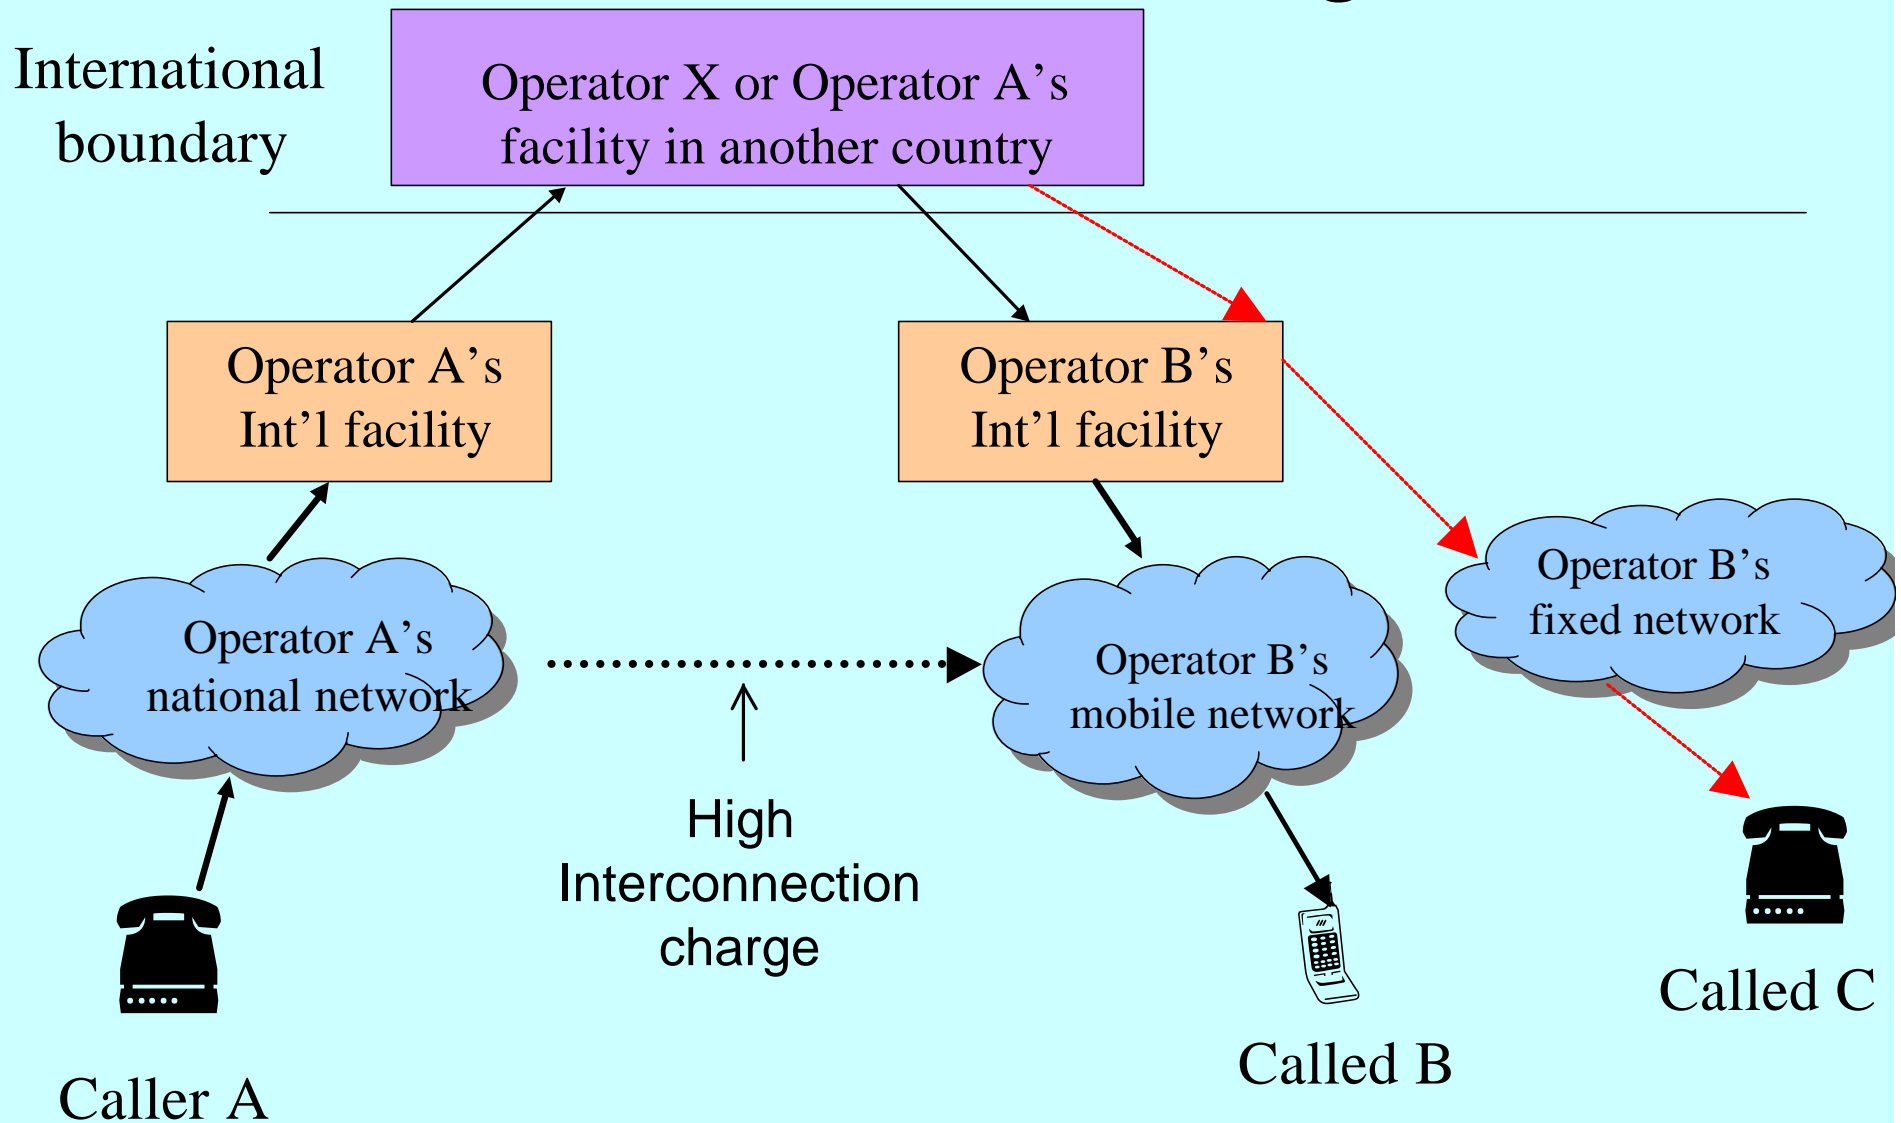 International
boundary
Operator X or Operator A’s
facility in another country
Operator A’s
Int’l facility
Operator B’s
Int’l facility
Operator A’s
national network
Operator B’s
mobile network
Operator B’s
fixed network
High
Interconnection
charge
Caller A
Called B
Called C